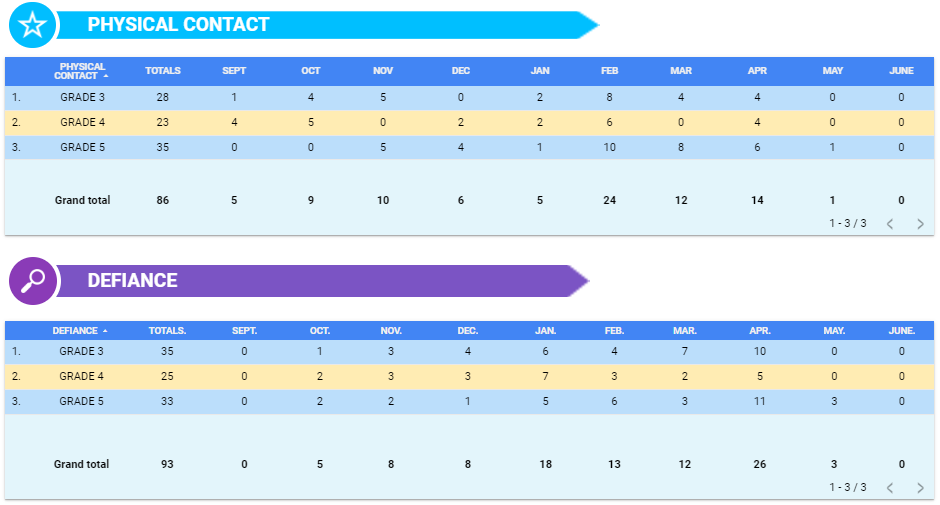 PHYSICAL CONTACT
PHYSICAL CONTACT TOTALS SEPT OCT NOV DEC JAN FEB MAR APR MAY JUNE
1. GRADE 3 28 1 4 5 0 2 8 4 4 0 0
2. GRADE 4 23 4 5 0 2 2 6 0 4 0 0
3. GRADE 5 35 0 0 5 4 1 10 8 6 1 0
Grand total 86 5 9 10 6 5 24 12 14 1 0
1 - 3 / 3
DEFIANCE
DEFIANCE TOTALS. SEPT. OCT. NOV. DEC. JAN. FEB. MAR. APR. MAY. JUNE.
1. GRADE 3 35 0 1 3 4 6 4 7 10 0 0
2. GRADE 4 25 0 2 3 3 7 3 2 5 0 0
3. GRADE 5 33 0 2 2 1 5 6 3 11 3 0
Grand total 93 0 5 8 8 18 13 12 26 3 0
1 - 3 / 3